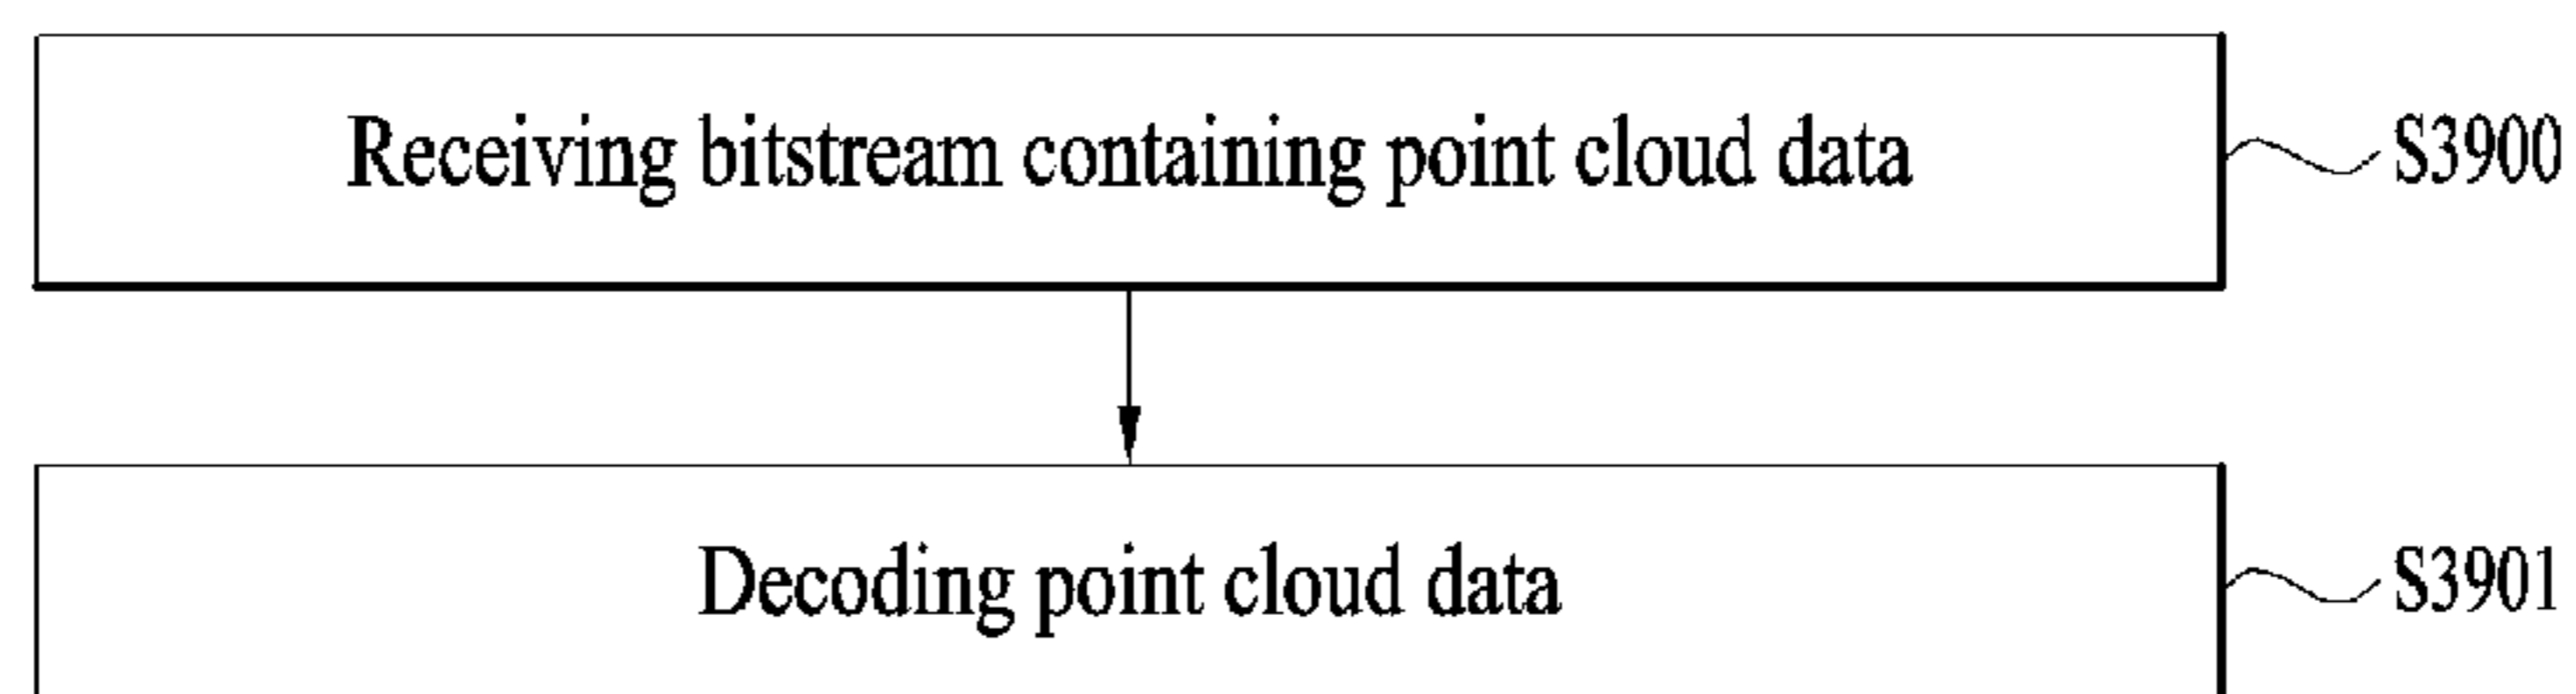 Receiving bitstream containing point cloud data S3900
Decoding point cloud data S3901